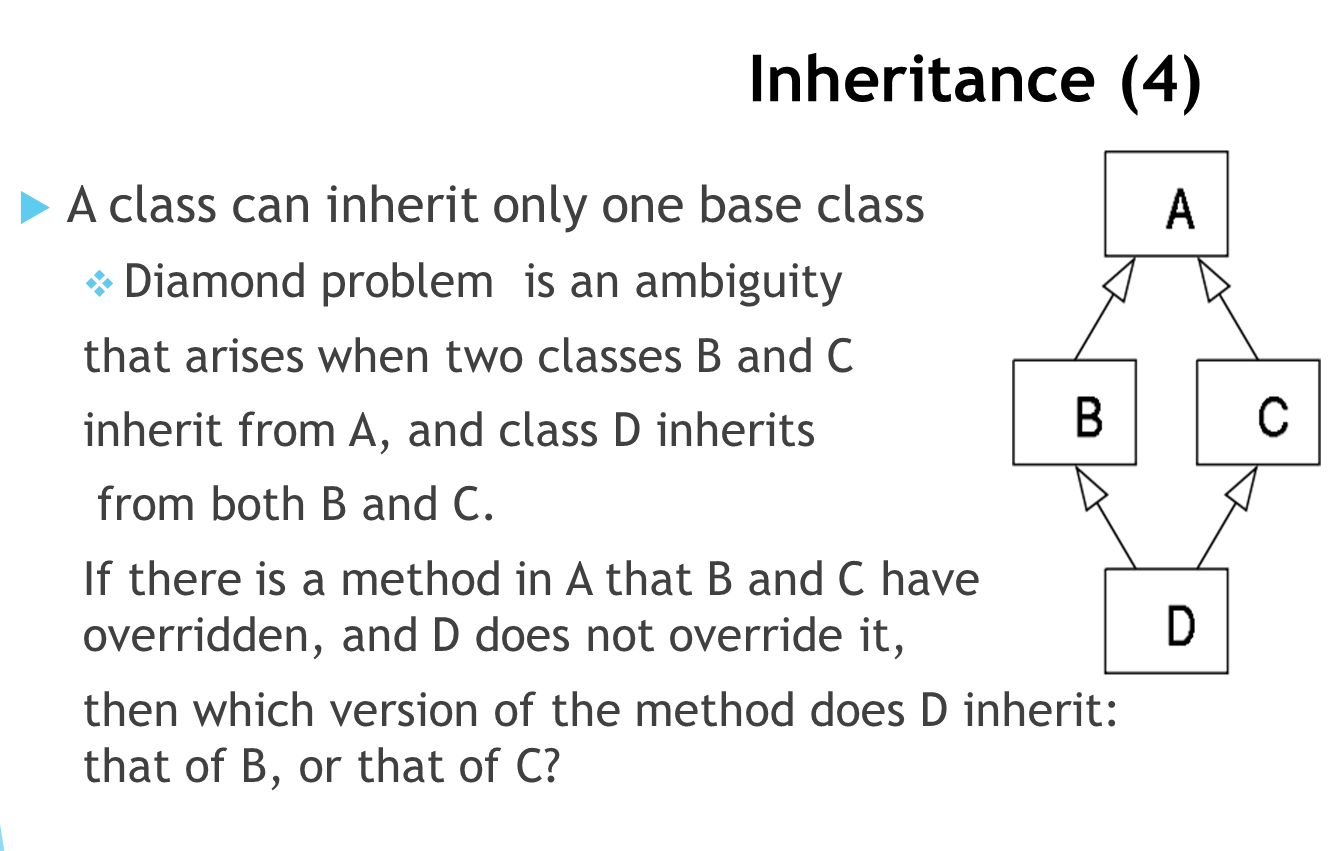 Inheritance (4)
A class can inherit only one base class
Diamond problem is an ambiguity
that arises when two classes B and C
inherit from A, and class D inherits
from both B and C.
If there is a method in A that B and C have
overridden, and D does not override it,
then which version of the method does D inherit:
that of B, or that of C?
A
B
C
D